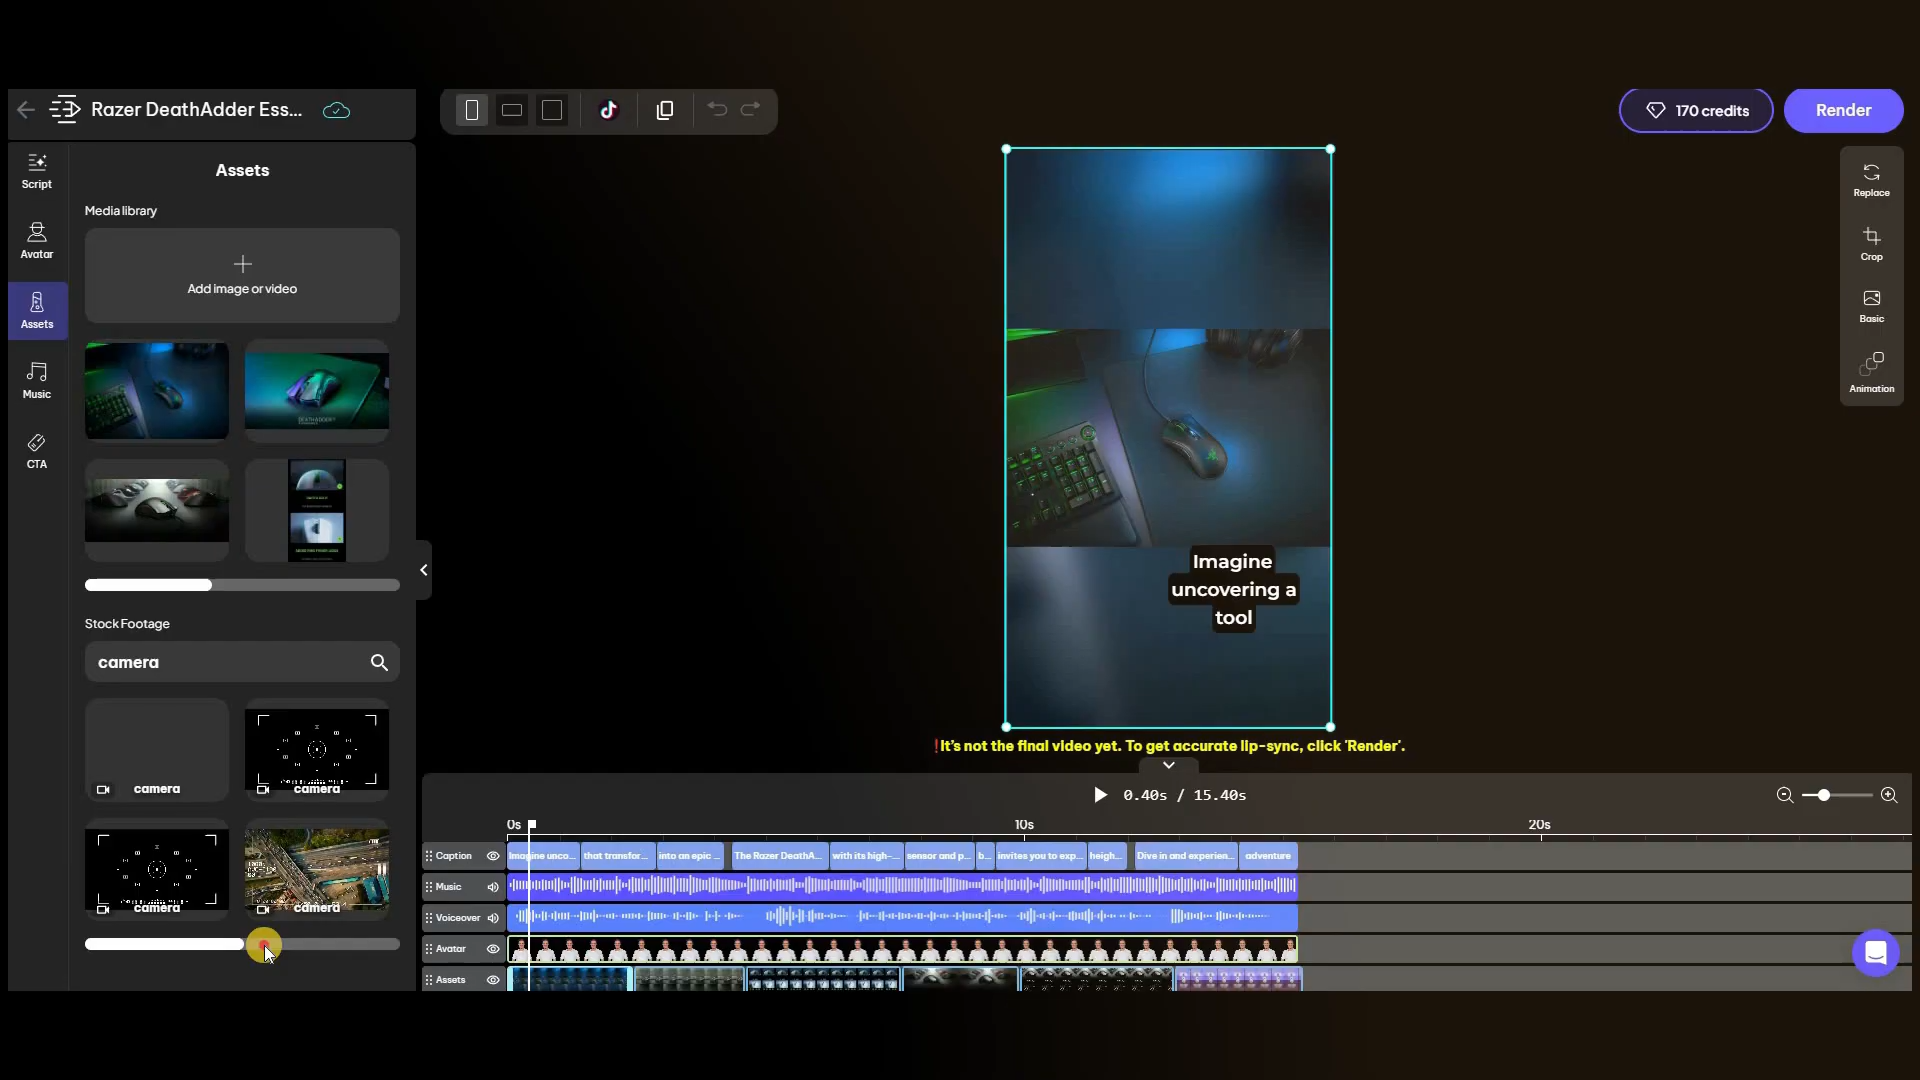 Razer DeathAdder Ess...
170 credits
Render
Script
Avatar
Assets
Music
CTA
Assets
Media library
Add image or video
Stock Footage
camera
camera
camera
camera
camera
Replace
Crop
Basic
Animation
Imagine
uncovering a
tool
!It's not the final video yet. To get accurate lip-sync, click 'Render'.
0.40s / 15.40s
0s
10s
20s
Caption
Imagine unco...
that transfor...
into an epic ...
The Razer DeathA...
with its high-...
sensor and p...
b...
invites you to exp...
heigh...
Dive in and experien...
adventure
Music
Voiceover
Avatar
Assets